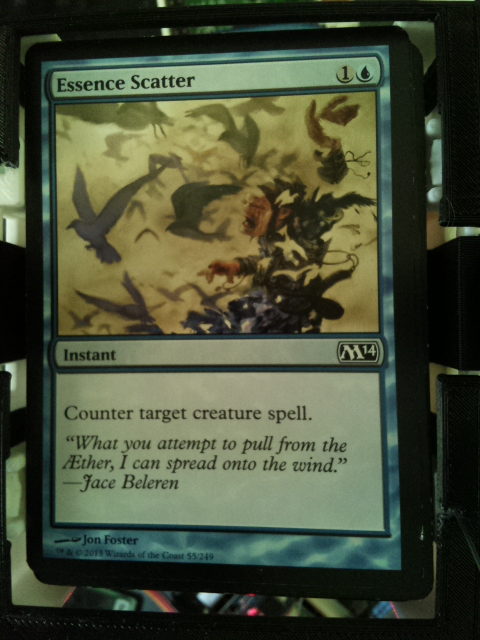 Essence Scatter 1
Instant M14
Counter target creature spell.
“What you attempt to pull from the
Æther, I can spread onto the wind.”
—Jace Beleren
Jon Foster
™ & © 2013 Wizards of the Coast 55/249